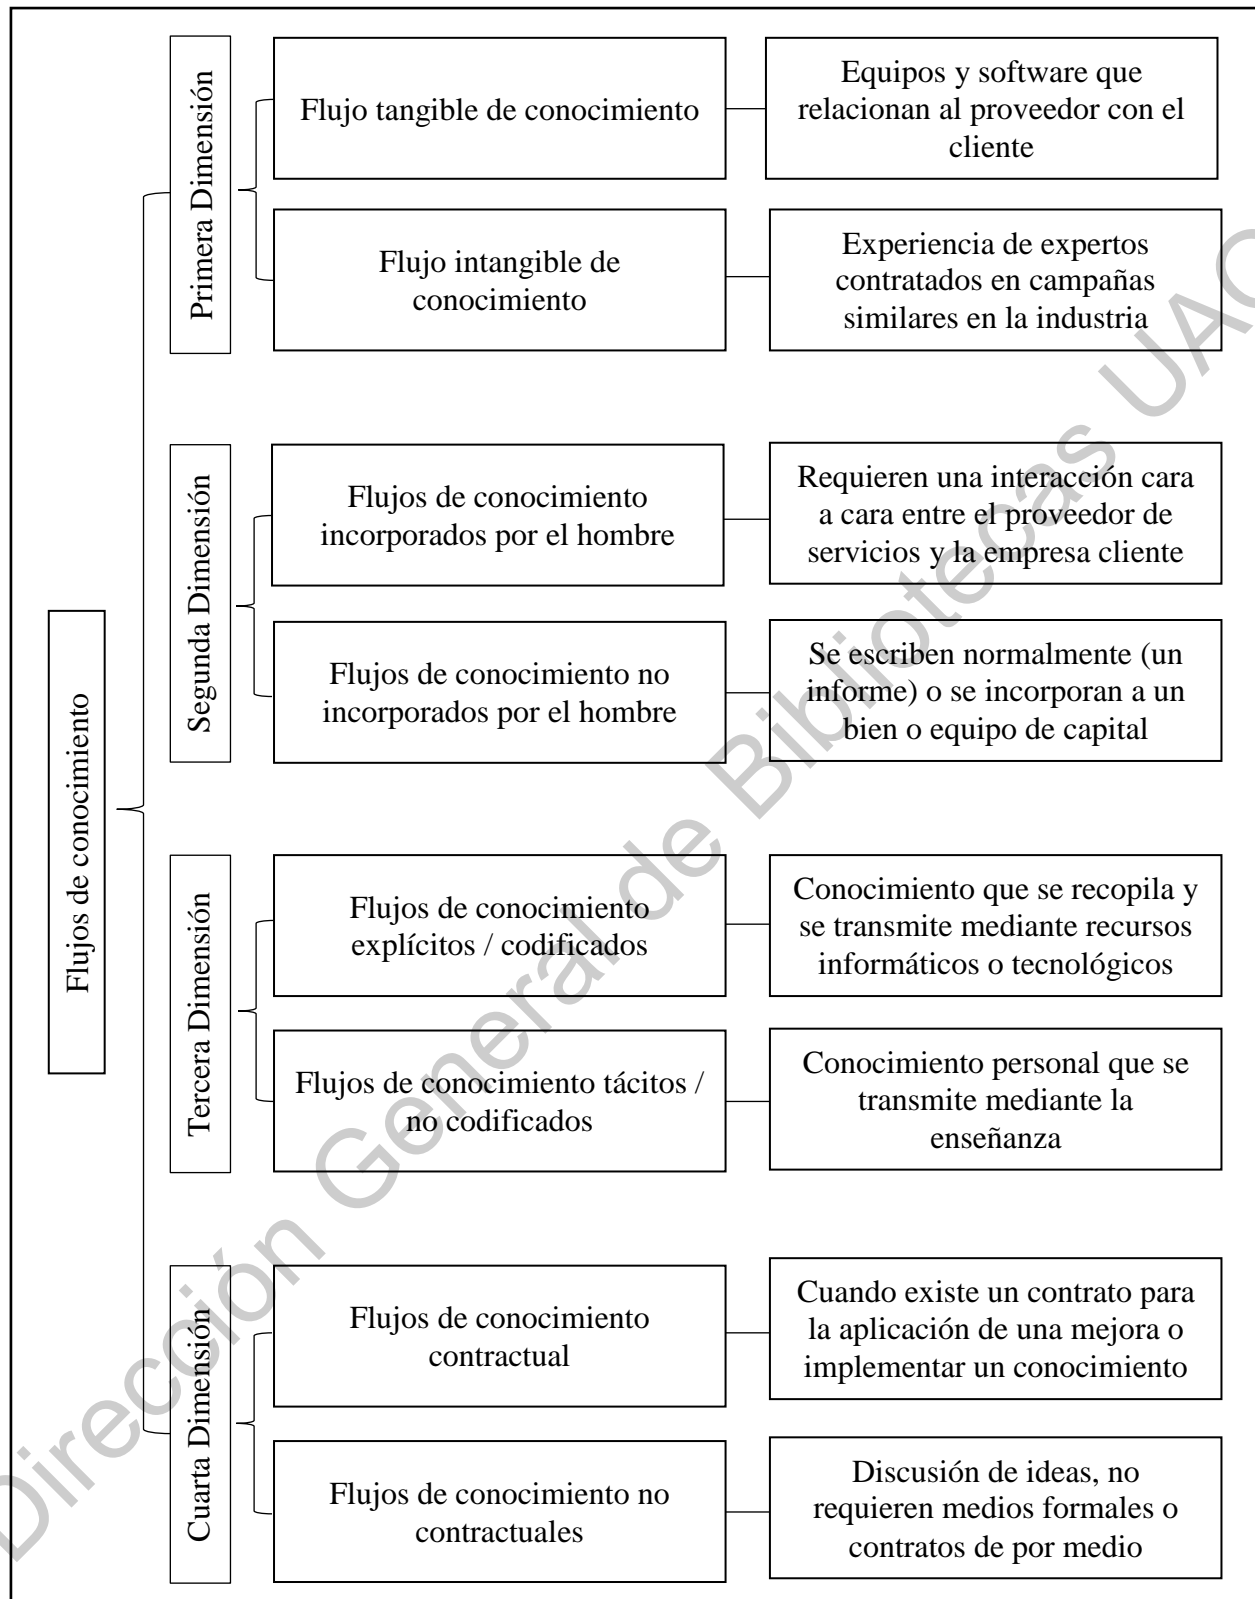 Flujos de conocimiento
Primera Dimensión
Flujo tangible de conocimiento
Equipos y software que
relacionan al proveedor con el
cliente
Flujo intangible de
conocimiento
Experiencia de expertos
contratados en campañas
similares en la industria
Segunda Dimensión
Flujos de conocimiento
incorporados por el hombre
Requieren una interacción cara
a cara entre el proveedor de
servicios y la empresa cliente
Flujos de conocimiento no
incorporados por el hombre
Se escriben normalmente (un
informe) o se incorporan a un
bien o equipo de capital
Tercera Dimensión
Flujos de conocimiento
explícitos / codificados
Conocimiento que se recopila y
se transmite mediante recursos
informáticos o tecnológicos
Flujos de conocimiento tácitos /
no codificados
Conocimiento personal que se
transmite mediante la
enseñanza
Cuarta Dimensión
Flujos de conocimiento
contractual
Cuando existe un contrato para
la aplicación de una mejora o
implementar un conocimiento
Flujos de conocimiento no
contractuales
Discusión de ideas, no
requieren medios formales o
contratos de por medio
Dirección General de Bibliotecas UAQ